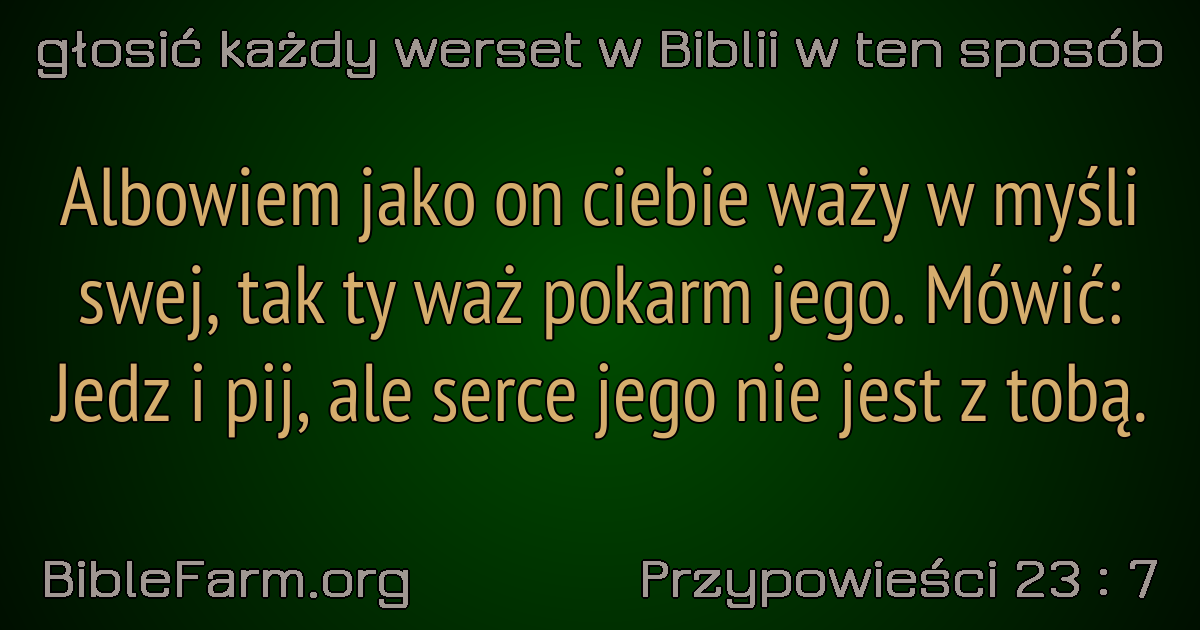 głosić każdy werset w Biblii w ten sposób
Albowiem jako on ciebie waży w myśli
swej, tak ty waż pokarm jego. Mówić:
Jedz i pij, ale serce jego nie jest z tobą.
BibleFarm.org
Przypowieści 23 : 7